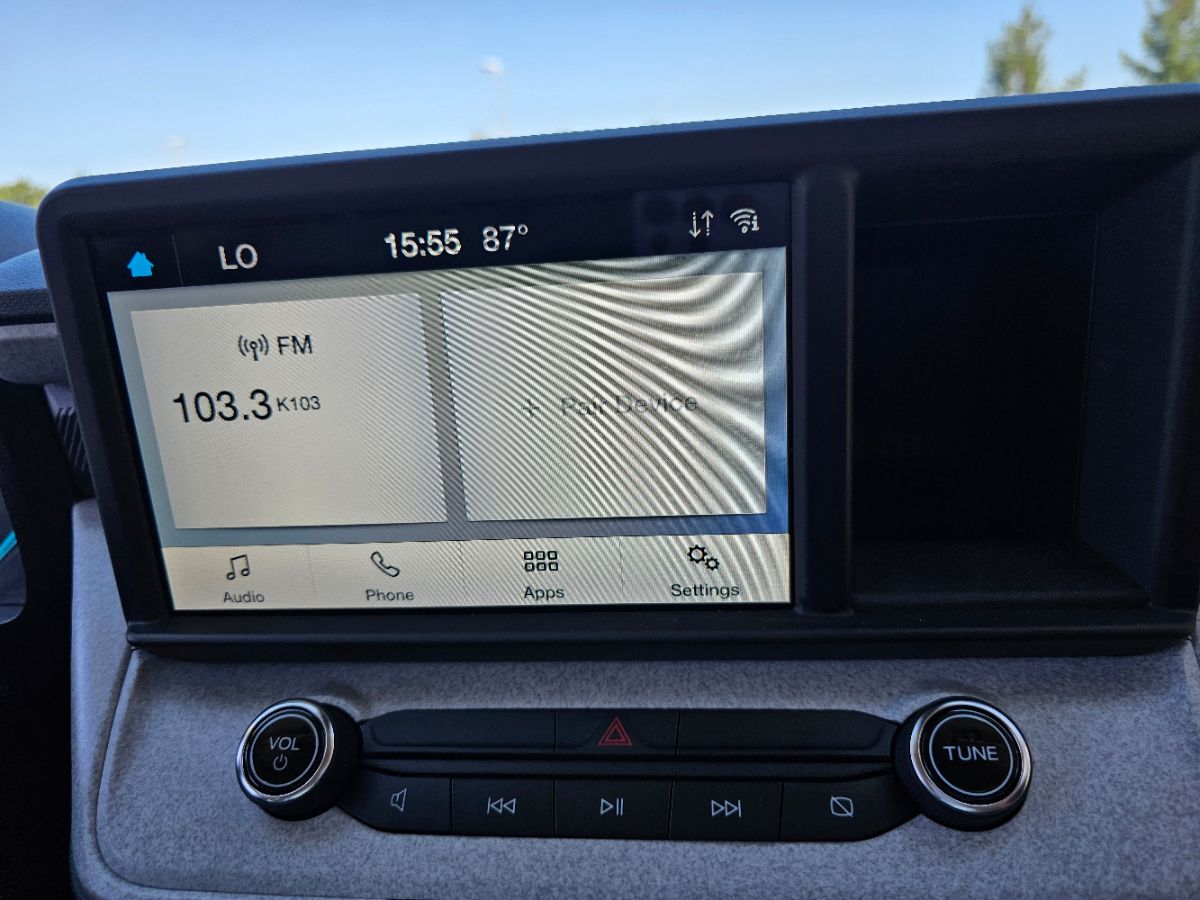 LO 15:55 87°
FM
103.3 K103
+ Pair Device
Audio Phone Apps Settings
VOL
TUNE